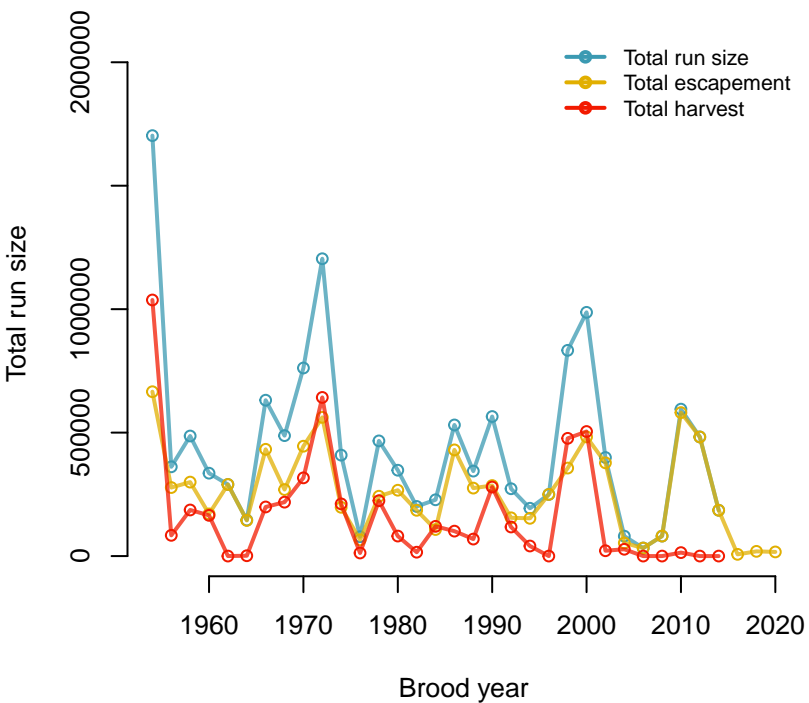 Total run size
Total escapement
Total harvest
Total run size
2000000
1000000
500000
0
1960 1970 1980 1990 2000 2010 2020
Brood year